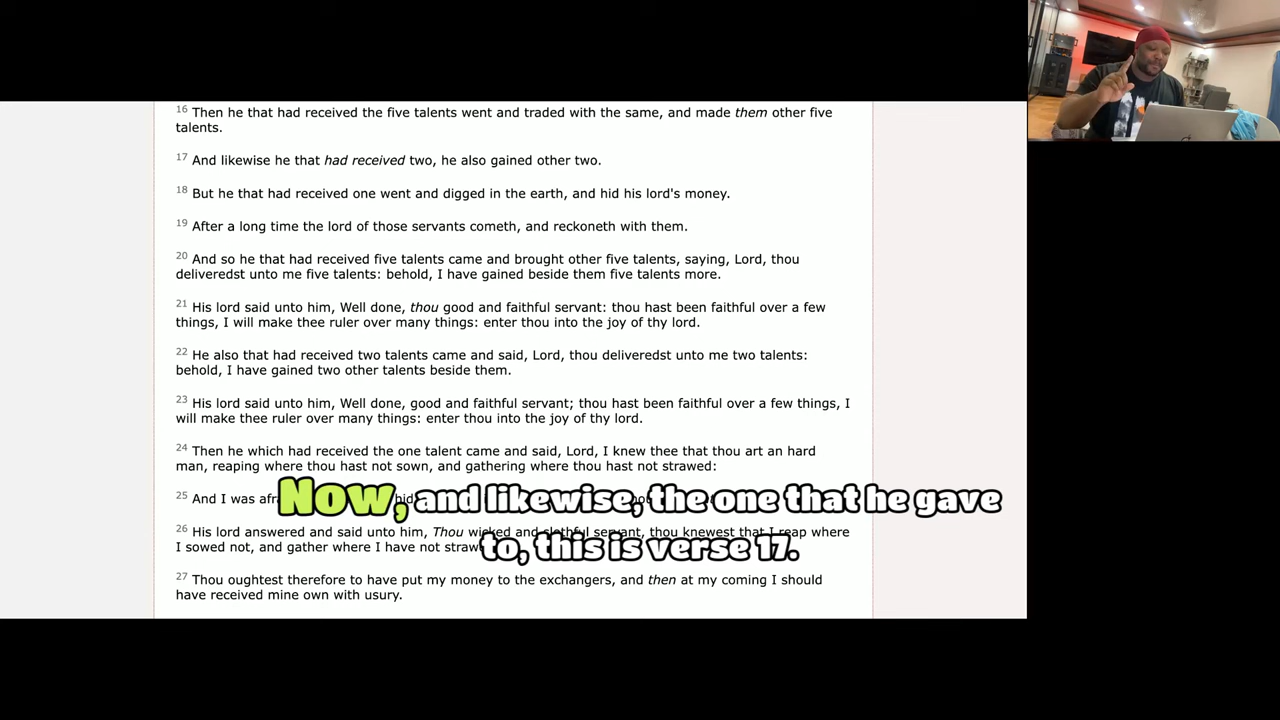 16 Then he that had received the five talents went and traded with the same, and made them other five
talents.
17 And likewise he that had received two, he also gained other two.
18 But he that had received one went and digged in the earth, and hid his lord's money.
19 After a long time the lord of those servants cometh, and reckoneth with them.
20 And so he that had received five talents came and brought other five talents, saying, Lord, thou
deliveredst unto me five talents: behold, I have gained beside them five talents more.
21 His lord said unto him, Well done, thou good and faithful servant: thou hast been faithful over a few
things, I will make thee ruler over many things: enter thou into the joy of thy lord.
22 He also that had received two talents came and said, Lord, thou deliveredst unto me two talents:
behold, I have gained two other talents beside them.
23 His lord said unto him, Well done, good and faithful servant; thou hast been faithful over a few things, I
will make thee ruler over many things: enter thou into the joy of thy lord.
24 Then he which had received the one talent came and said, Lord, I knew thee that thou art an hard
man, reaping where thou hast not sown, and gathering where thou hast not strawed:
25 And I was
Now, and likewise, the one that he gave
26 His lord answered and said unto him, Thou wicked and slothful servant, thou knewest that I reap where
I sowed not, and gather where I have not
to, this is verse 17.
27 Thou oughtest therefore to have put my money to the exchangers, and then at my coming I should
have received mine own with usury.